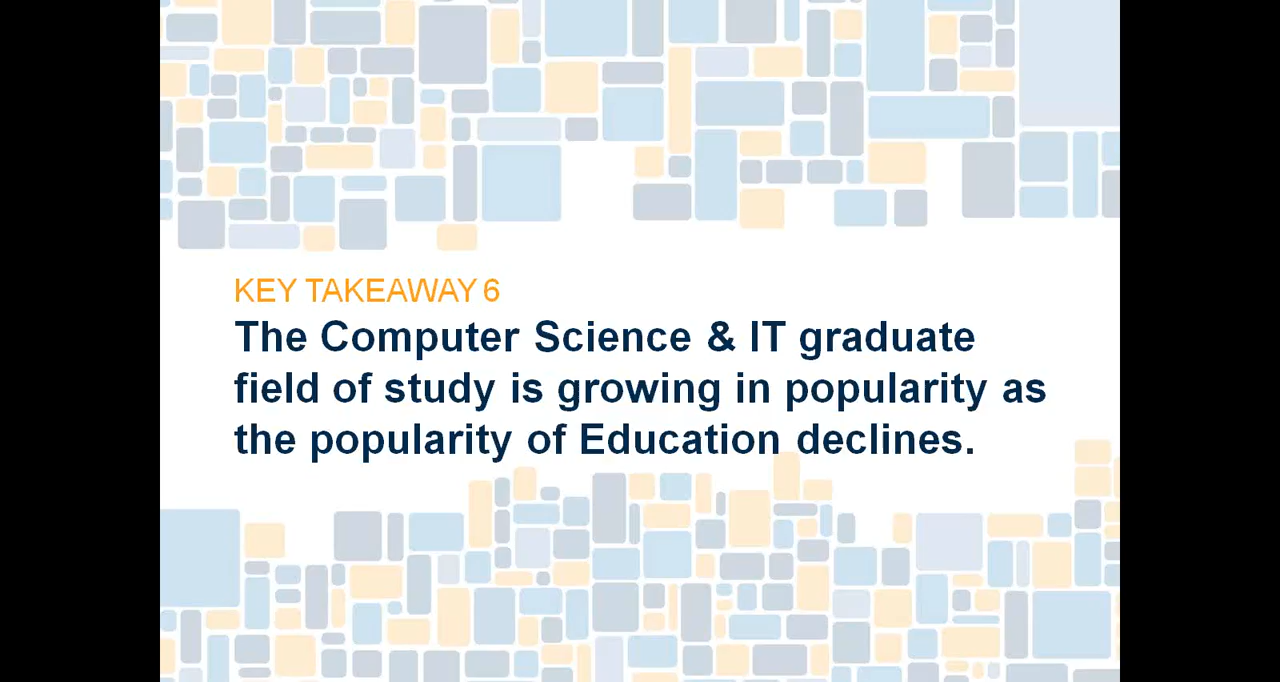 KEY TAKEAWAY 6
The Computer Science & IT graduate
field of study is growing in popularity as
the popularity of Education declines.